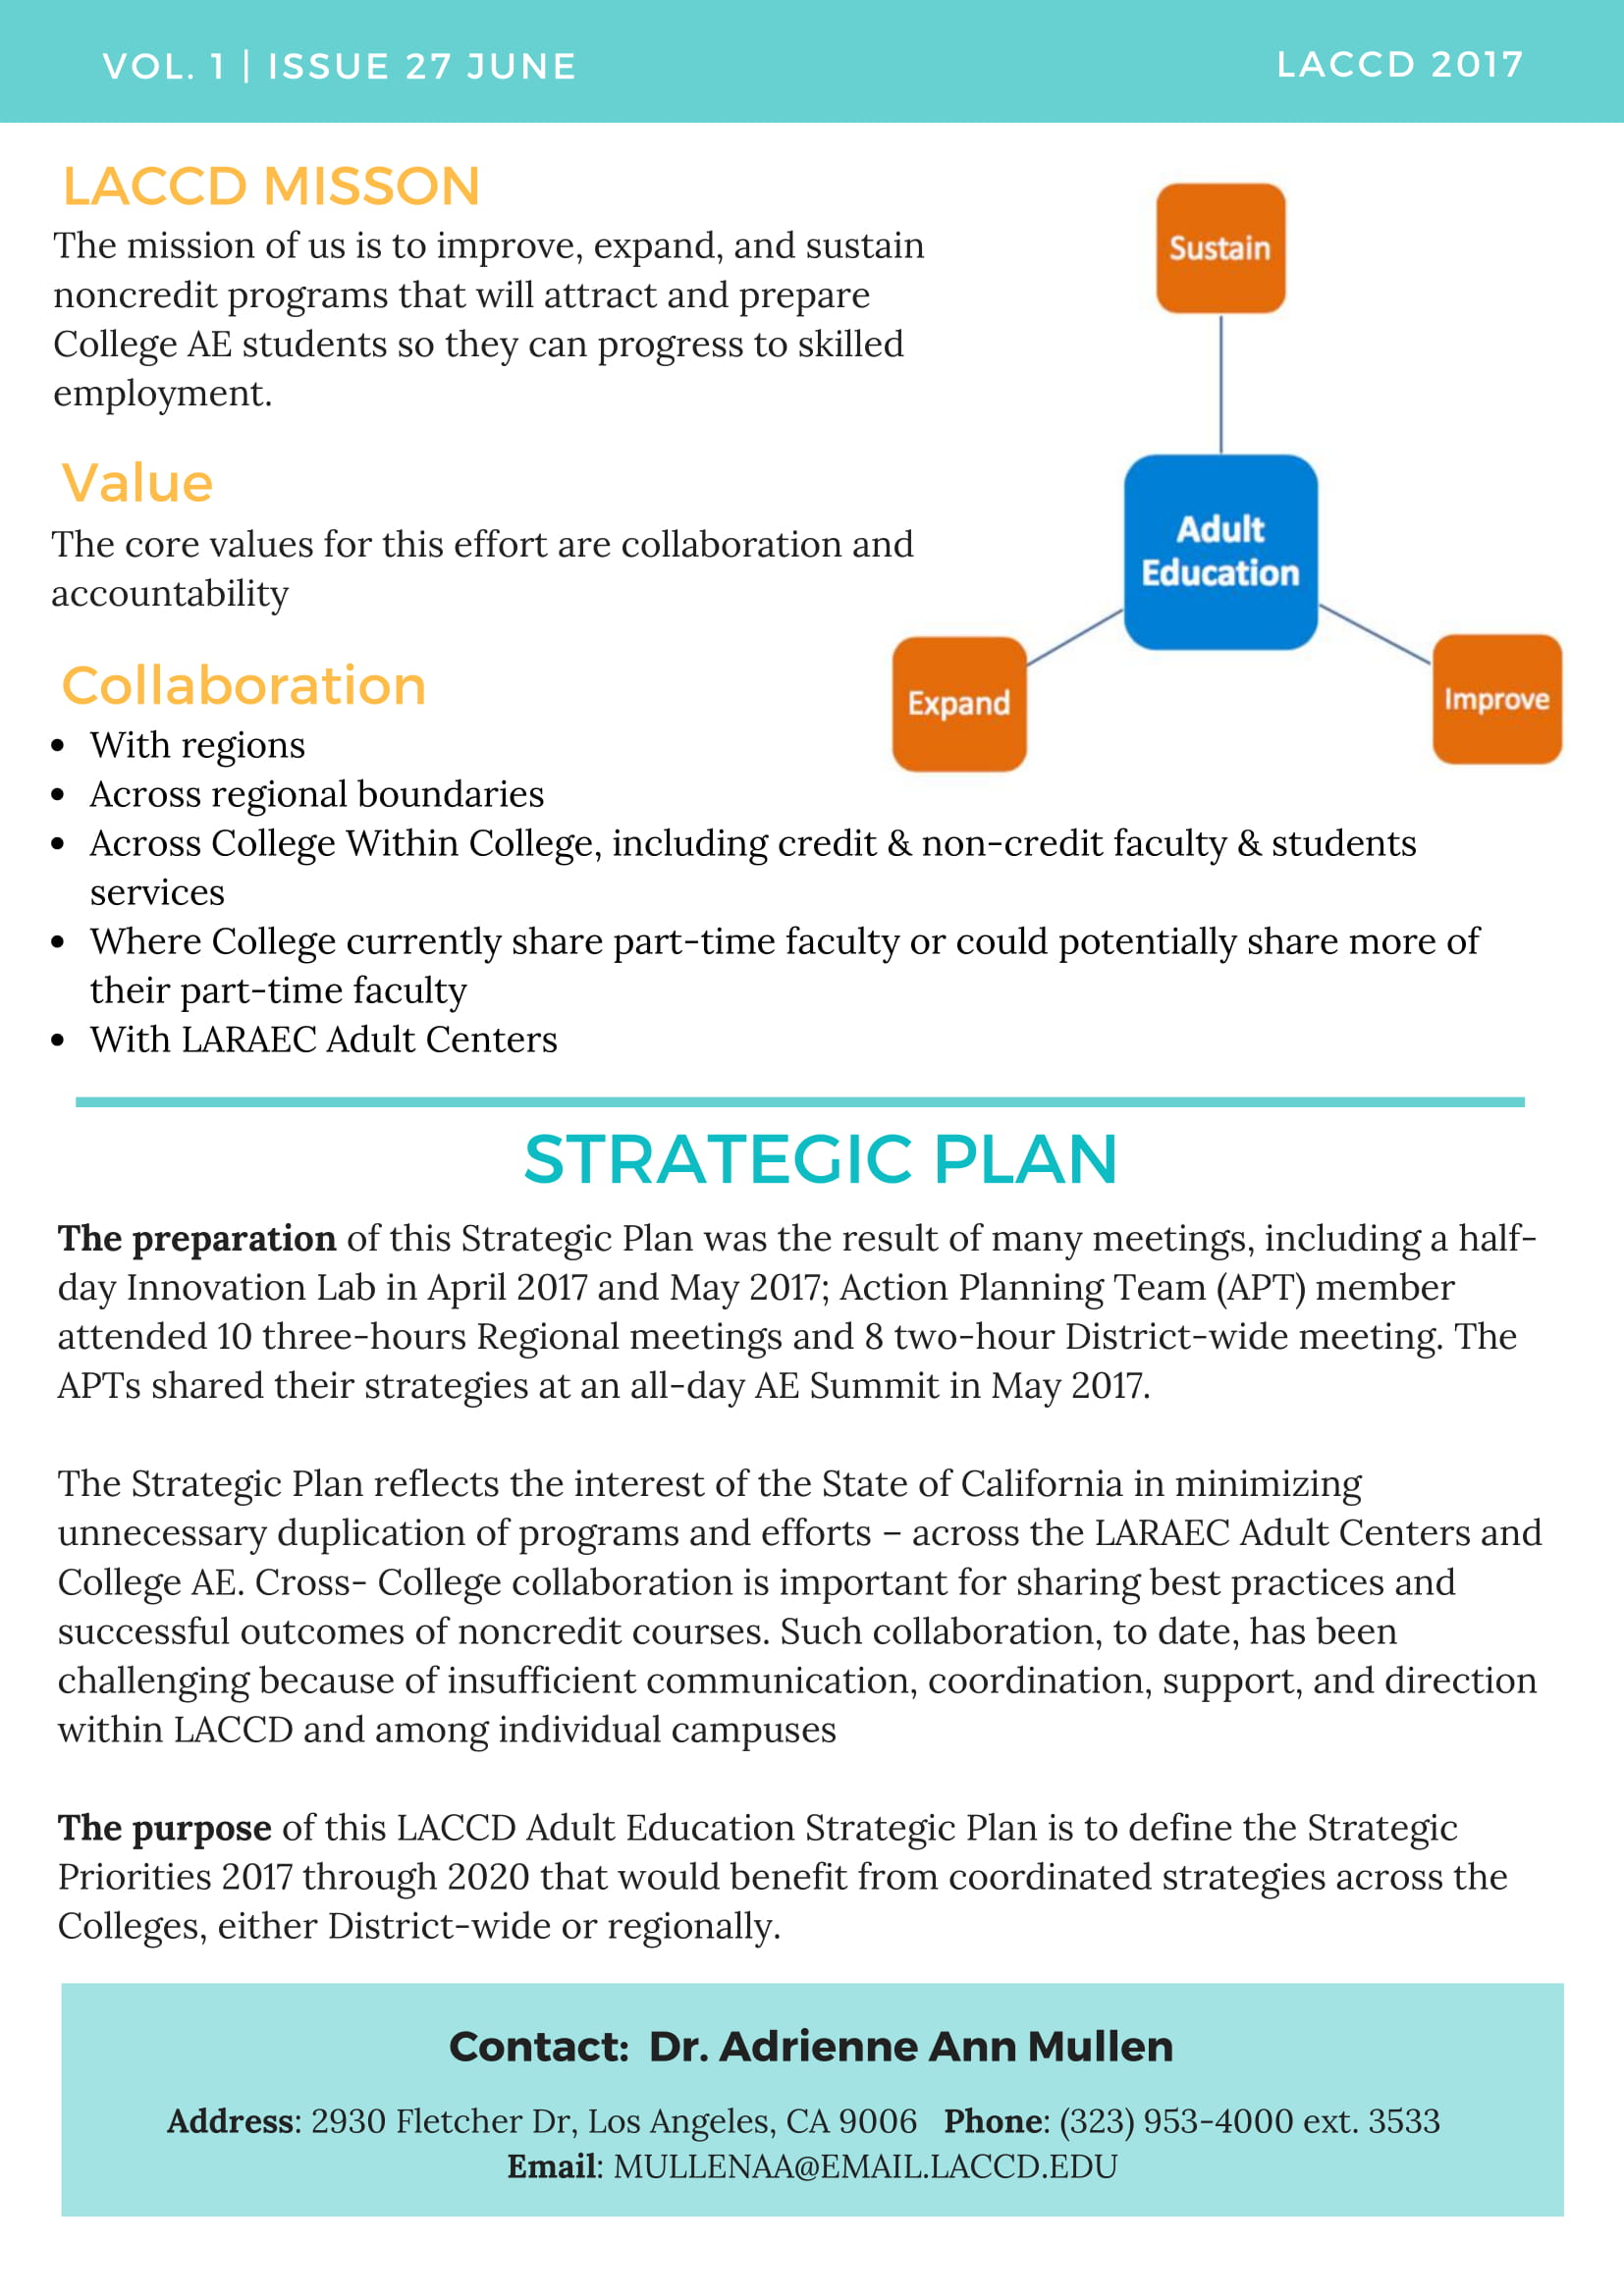 VOL. 1 | ISSUE 27 JUNE
LACCD 2017
LACCD MISSON
The mission of us is to improve, expand, and sustain
noncredit programs that will attract and prepare
College AE students so they can progress to skilled
employment.
Value
The core values for this effort are collaboration and
accountability
Sustain
Adult
Education
Expand
Improve
Collaboration
• With regions
• Across regional boundaries
• Across College Within College, including credit & non-credit faculty & students
services
• Where College currently share part-time faculty or could potentially share more of
their part-time faculty
• With LARAEC Adult Centers
STRATEGIC PLAN
The preparation of this Strategic Plan was the result of many meetings, including a half-
day Innovation Lab in April 2017 and May 2017; Action Planning Team (APT) member
attended 10 three-hours Regional meetings and 8 two-hour District-wide meeting. The
APTs shared their strategies at an all-day AE Summit in May 2017.
The Strategic Plan reflects the interest of the State of California in minimizing
unnecessary duplication of programs and efforts – across the LARAEC Adult Centers and
College AE. Cross- College collaboration is important for sharing best practices and
successful outcomes of noncredit courses. Such collaboration, to date, has been
challenging because of insufficient communication, coordination, support, and direction
within LACCD and among individual campuses
The purpose of this LACCD Adult Education Strategic Plan is to define the Strategic
Priorities 2017 through 2020 that would benefit from coordinated strategies across the
Colleges, either District-wide or regionally.
Contact: Dr. Adrienne Ann Mullen
Address: 2930 Fletcher Dr, Los Angeles, CA 9006 Phone: (323) 953-4000 ext. 3533
Email: MULLENAA@EMAIL.LACCD.EDU